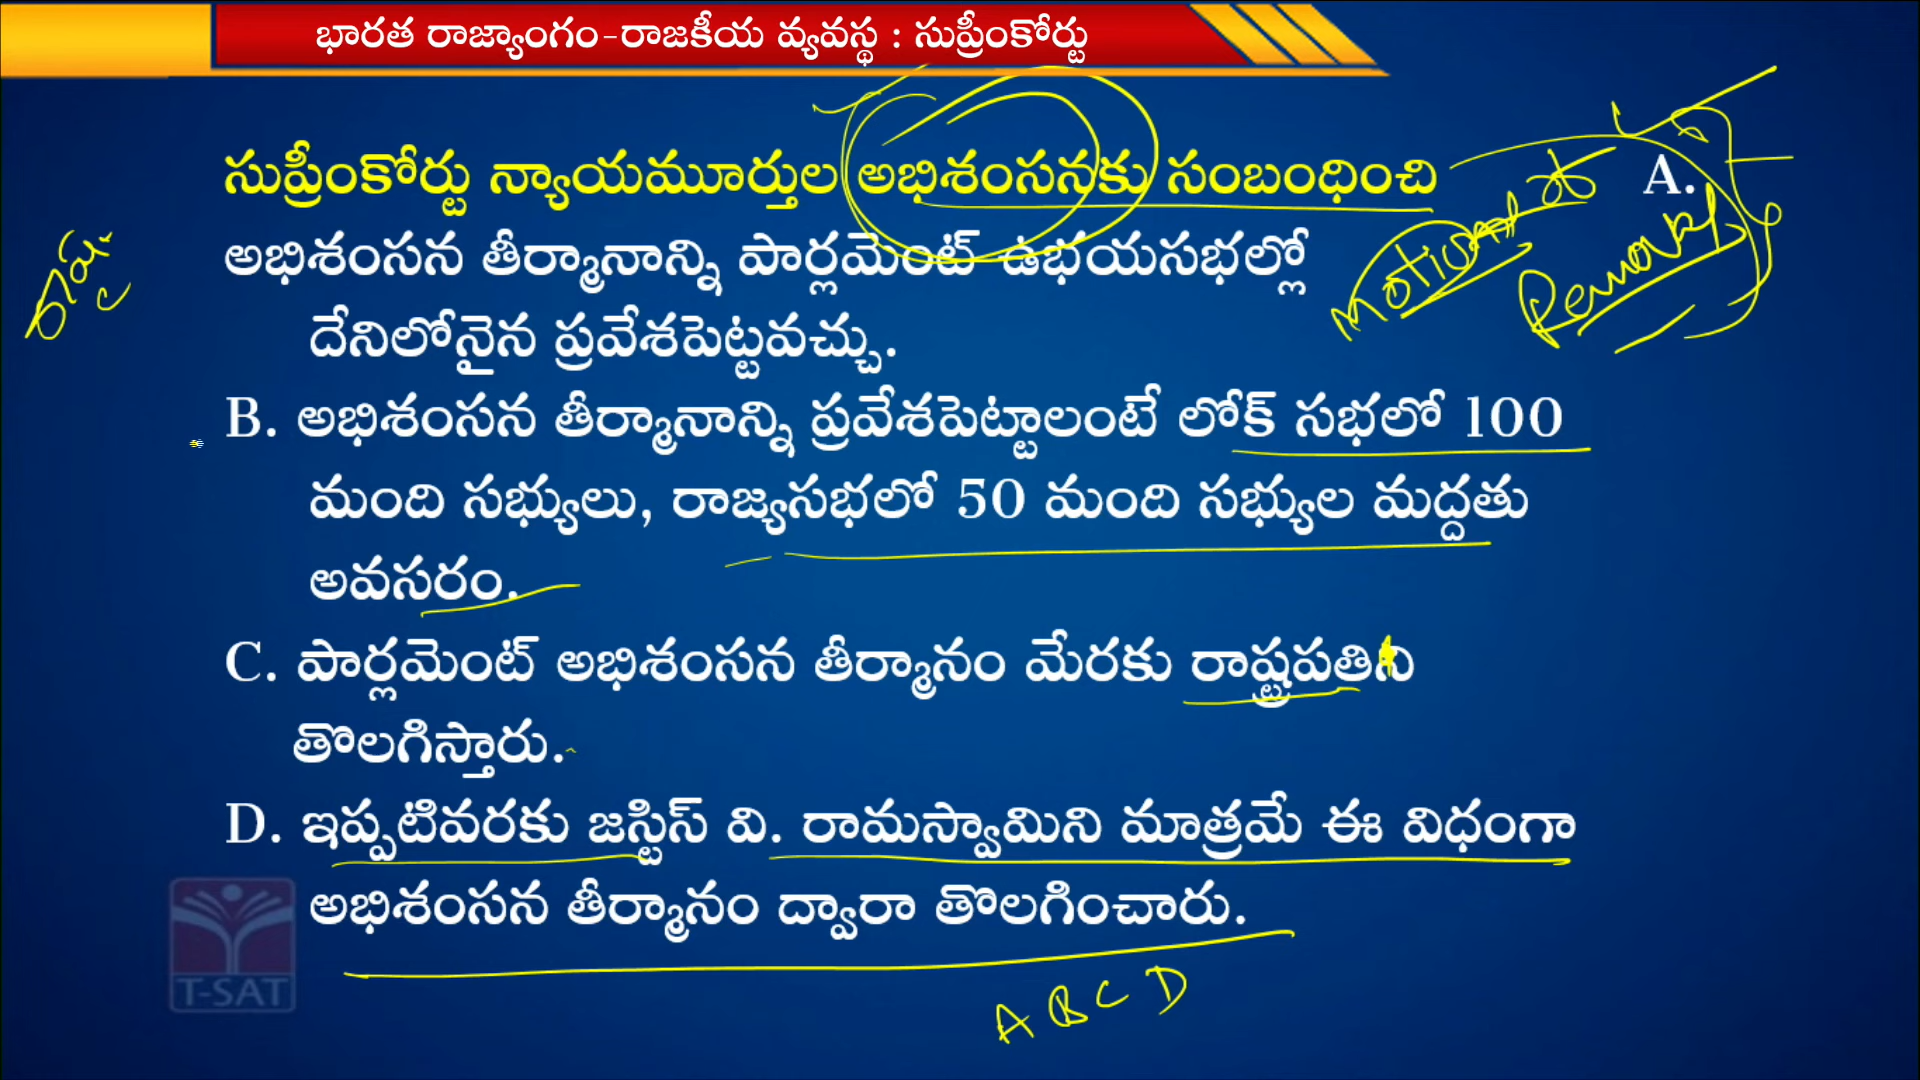 భారత రాజ్యాంగం-రాజకీయ వ్యవస్థ : సుప్రీంకోర్టు
సుప్రీంకోర్టు న్యాయమూర్తుల అభిశంసనకు సంబంధించి A.
అభిశంసన తీర్మానాన్ని పార్లమెంట్ ఉభయసభల్లో
దేనిలోనైన ప్రవేశపెట్టవచ్చు.
B. అభిశంసన తీర్మానాన్ని ప్రవేశపెట్టాలంటే లోక్ సభలో 100
మంది సభ్యులు, రాజ్యసభలో 50 మంది సభ్యుల మద్దతు
అవసరం.
C. పార్లమెంట్ అభిశంసన తీర్మానం మేరకు రాష్ట్రపతిని
తొలగిస్తారు.
D. ఇప్పటివరకు జస్టిస్ వి. రామస్వామిని మాత్రమే ఈ విధంగా
అభిశంసన తీర్మానం ద్వారా తొలగించారు.
Removal
A B C D
T-SAT